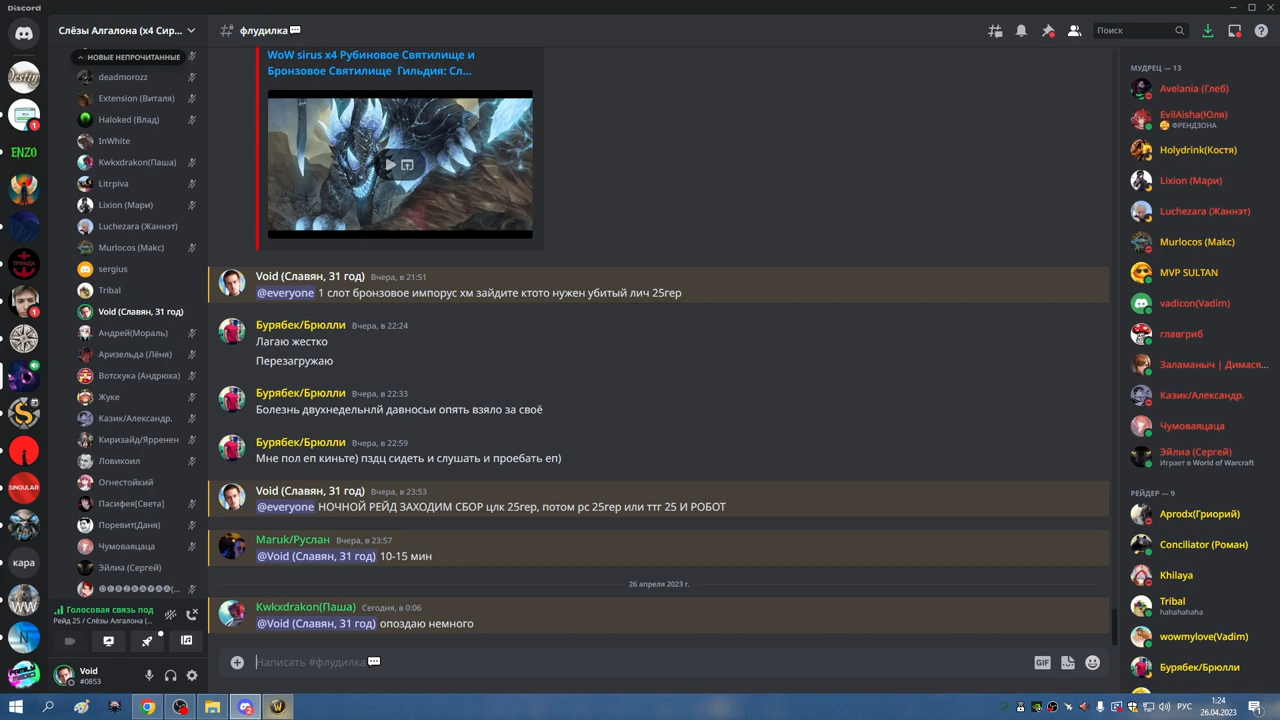 Discord
Слёзы Алгалона (x4 Сир...
флудилка
Поиск
НОВЫЕ НЕПРОЧИТАННЫЕ
deadmorozz
Extension (Виталя)
Haloked (Влад)
InWhite
Kwkxdrakon(Паша)
Litrpiva
Lixion (Мари)
Luchezara (Жаннэт)
Murlocos (Макс)
sergius
Tribal
Void (Славян, 31 год)
Андрей(Мораль)
Аризельда (Лёня)
Вотскука (Андрюха)
Жуке
Казик/Александр.
Киризайд/Ярренен
Ловикоил
Огнестойкий
Пасифея[Света]
Поревит(Даня)
Чумоваяцаца
Эйлиа (Сергей)
Голосовая связь под
Рейд 25 / Слёзы Алгалона (...
Void
#0853
1
ENZO
ТРИАДА
1
SINGULAR
кара
WW
WoW sirus x4 Рубиновое Святилище и
Бронзовое Святилище  Гильдия: Сл...
Void (Славян, 31 год) Вчера, в 21:51
@everyone 1 слот бронзовое импорус хм зайдите ктото нужен убитый лич 25гер
Бурябек/Брюлли Вчера, в 22:24
Лагаю жестко
Перезагружаю
Бурябек/Брюлли Вчера, в 22:33
Болезнь двухнедельнлй давносьи опять взяло за своё
Бурябек/Брюлли Вчера, в 22:59
Мне пол еп киньте) пздц сидеть и слушать и проебать еп)
Void (Славян, 31 год) Вчера, в 23:53
@everyone НОЧНОЙ РЕЙД ЗАХОДИМ СБОР цлк 25гер, потом рс 25гер или ттг 25 И РОБОТ
Maruk/Руслан Вчера, в 23:57
@Void (Славян, 31 год) 10-15 мин
26 апреля 2023 г.
Kwkxdrakon(Паша) Сегодня, в 0:06
@Void (Славян, 31 год) опоздаю немного
Написать #флудилка
GIF
МУДРЕЦ — 13
Avelania (Глеб)
EvilAisha(Юля)
ФРЕНДЗОНА
Holydrink(Костя)
Lixion (Мари)
Luchezara (Жаннэт)
Murlocos (Макс)
MVP SULTAN
vadicon(Vadim)
главгриб
Заламаныч | Димася...
Казик/Александр.
Чумоваяцаца
Эйлиа (Сергей)
Играет в World of Warcraft
РЕЙДЕР — 9
Aprodx(Гриорий)
Conciliator (Роман)
Khilaya
Tribal
hahahahaha
wowmylove(Vadim)
Бурябек/Брюлли
РУС
1:24
26.04.2023
1